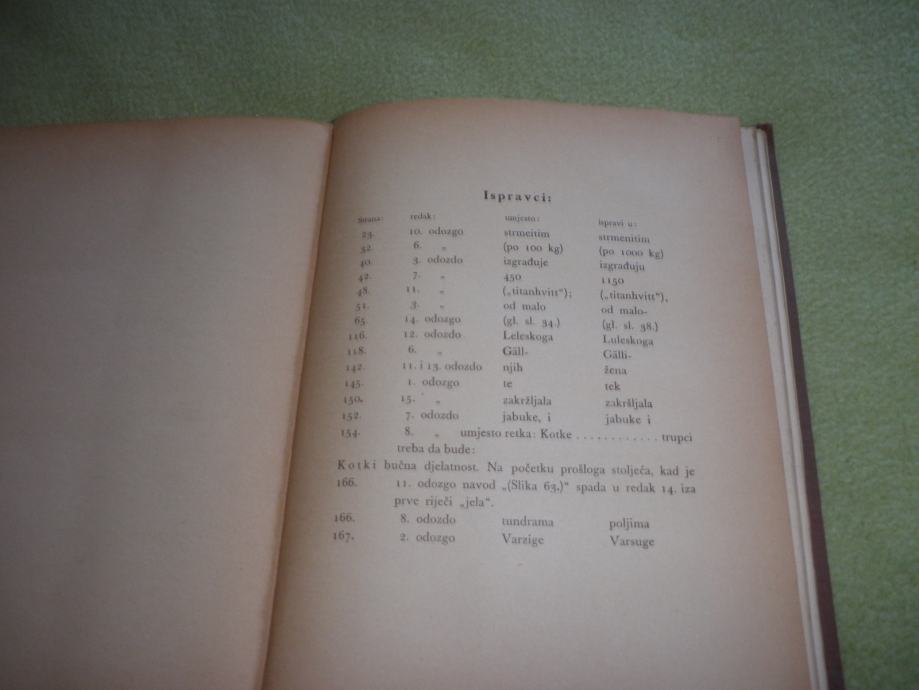 Ispravci:
Strana: redak: umjesto: ispravi u:
23. 10. odozgo strmeitim strmenitim
32. 6. „ (po 100 kg) (po 1000 kg)
40. 3. odozdo izgrađuje izgrađuju
42. 7. „ 450 1150
48. 11. „ („titanhvitt“); („titanhvitt“),
51. 3. „ od malo od malo-
65. 14. odozgo (gl. sl. 34.) (gl. sl. 38.)
116. 12. odozdo Leleskoga Luleskoga
118. 6. „ Gäll- Gälli-
142. 11. i 13. odozdo njih žena
145. 1. odozgo te tek
150. 15. „ zakržljala zakršljala
152. 7. odozdo jabuke, i jabuke i
154. 8. „ umjesto retka: Kotke ............ trupci
treba da bude:
Kotki bučna djelatnost. Na početku prošloga stoljeća, kad je
166. 11. odozgo navod „(Slika 63.)“ spada u redak 14. iza
prve riječi „jela“.
166. 8. odozdo tundrama poljima
167. 2. odozgo Varzige Varsuge